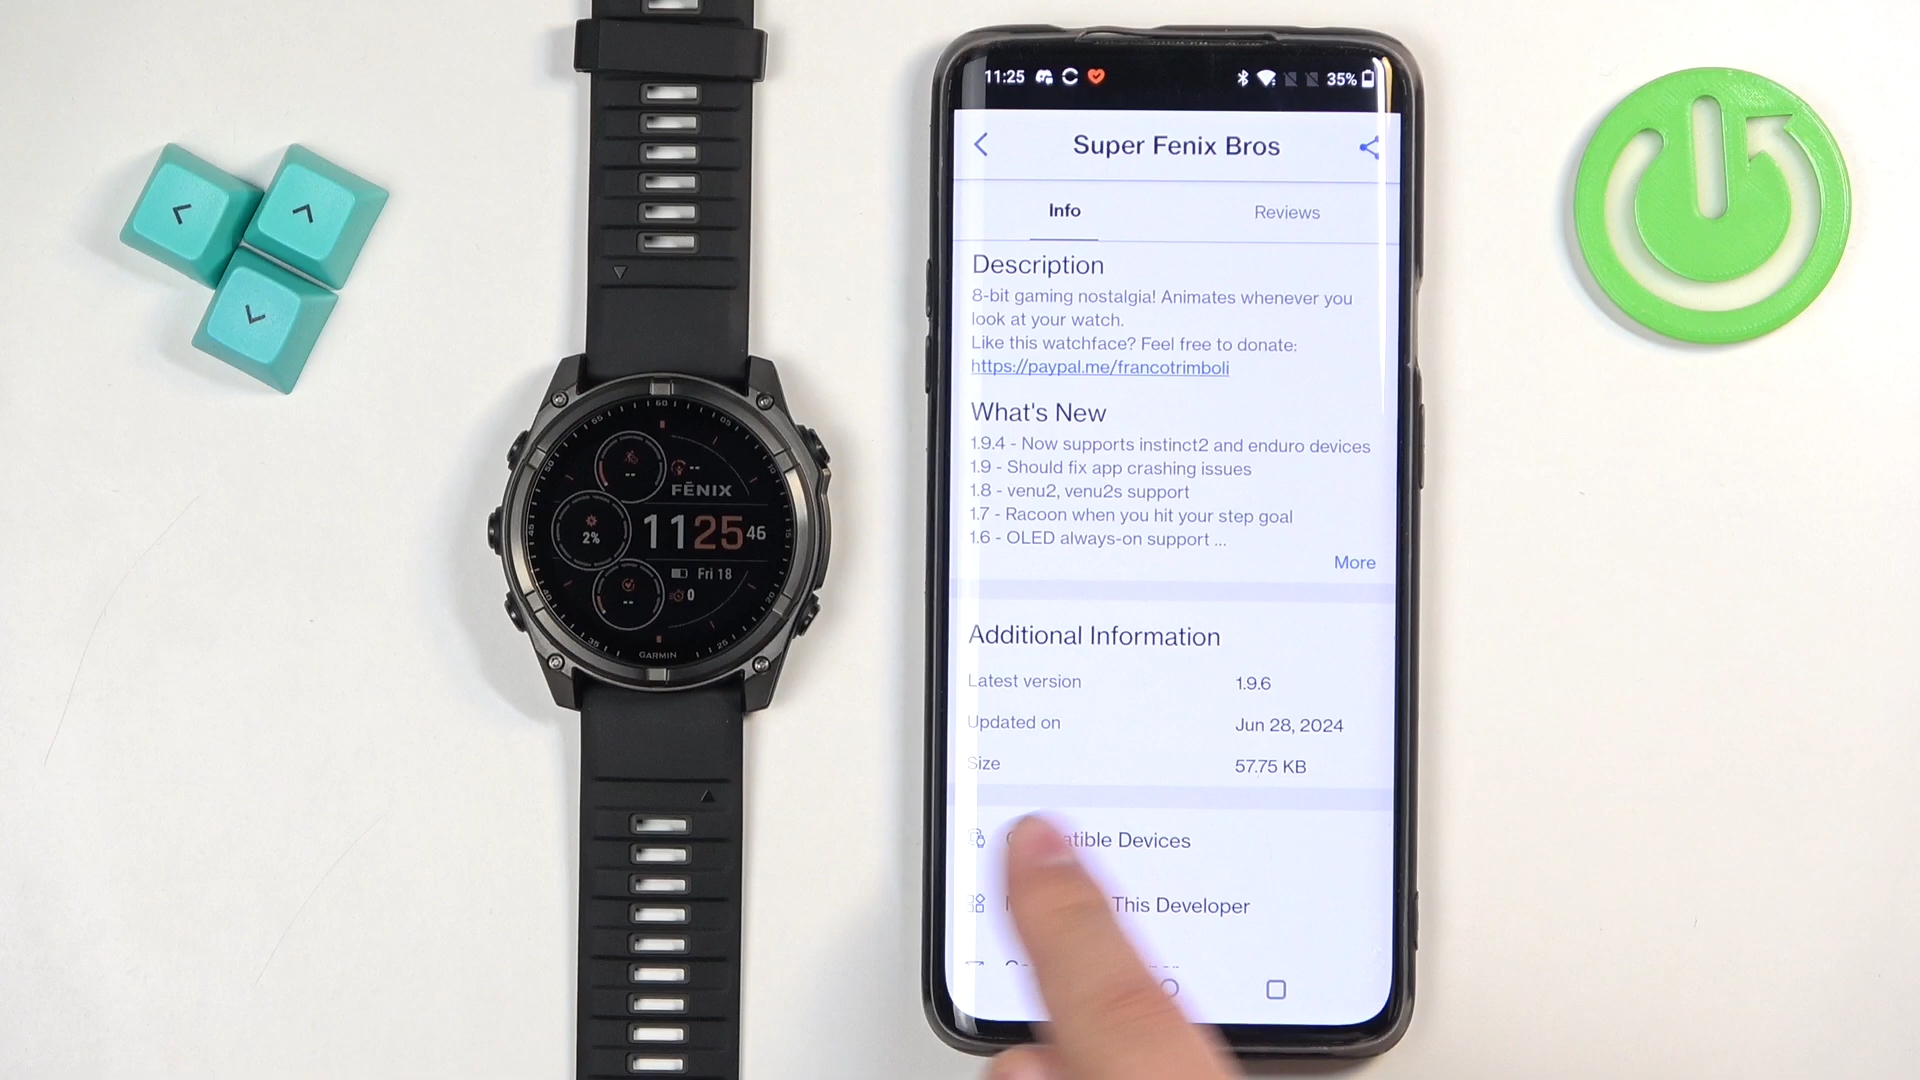 11:25
35%
Super Fenix Bros
Info
Reviews
Description
8-bit gaming nostalgia! Animates whenever you
look at your watch.
Like this watchface? Feel free to donate:
https://paypal.me/francotrimboli
What's New
1.9.4 - Now supports instinct2 and enduro devices
1.9 - Should fix app crashing issues
1.8 - venu2, venu2s support
1.7 - Racoon when you hit your step goal
1.6 - OLED always-on support ...
More
Additional Information
Latest version 1.9.6
Updated on Jun 28, 2024
Size 57.75 KB
Devices
This Developer
60
FĒNIX
2%
11 25 46
Fri 18
0
GARMIN